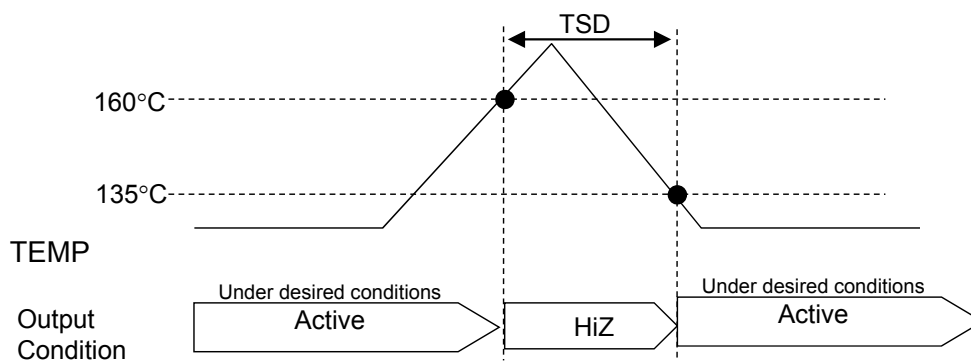 TSD
160°C
135°C
TEMP
Under desired conditions
Active
HiZ
Under desired conditions
Active
Output
Condition